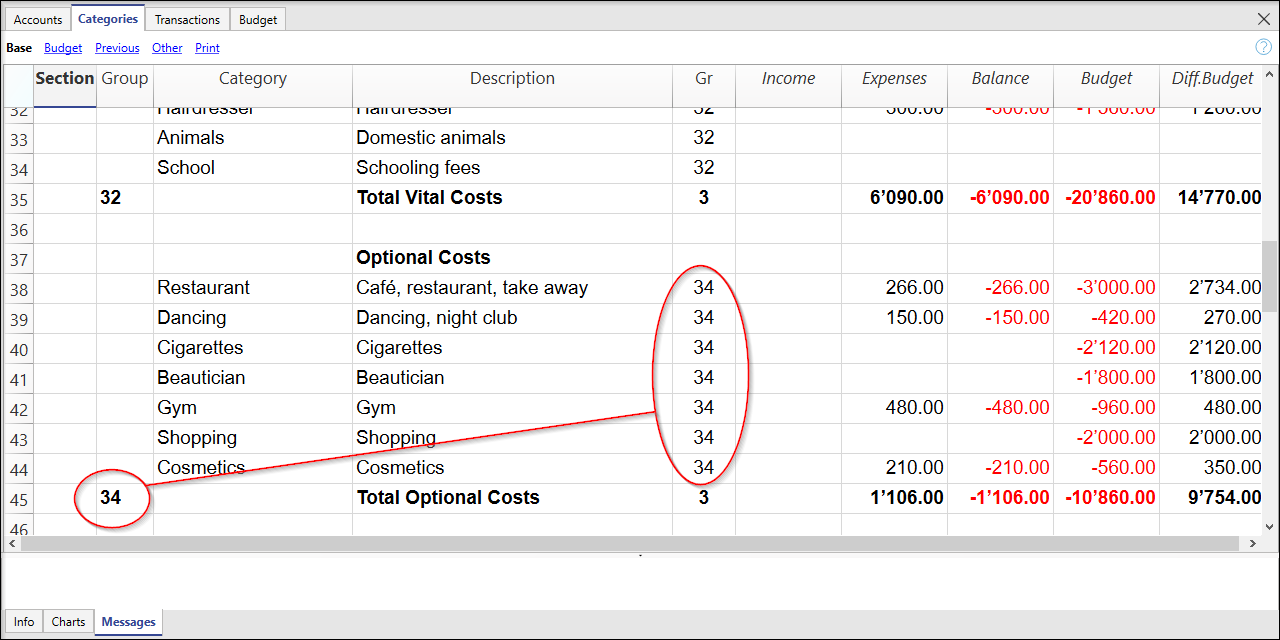 Accounts Categories Transactions Budget
Base Budget Previous Other Print
Section Group Category Description Gr Income Expenses Balance Budget Diff.Budget
32 Hairdresser Hairdresser 32 500.00 -500.00 -1’560.00
33 Animals Domestic animals 32
34 School Schooling fees 32
35 32 Total Vital Costs 3 6’090.00 -6’090.00 -20’860.00 14’770.00
36
37 Optional Costs
38 Restaurant Café, restaurant, take away 34 266.00 -266.00 -3’000.00 2’734.00
39 Dancing Dancing, night club 34 150.00 -150.00 -420.00 270.00
40 Cigarettes Cigarettes 34 -2’120.00 2’120.00
41 Beautician Beautician 34 -1’800.00 1’800.00
42 Gym Gym 34 480.00 -480.00 -960.00 480.00
43 Shopping Shopping 34 -2’000.00 2’000.00
44 Cosmetics Cosmetics 34 210.00 -210.00 -560.00 350.00
45 34 Total Optional Costs 3 1’106.00 -1’106.00 -10’860.00 9’754.00
46
Info Charts Messages